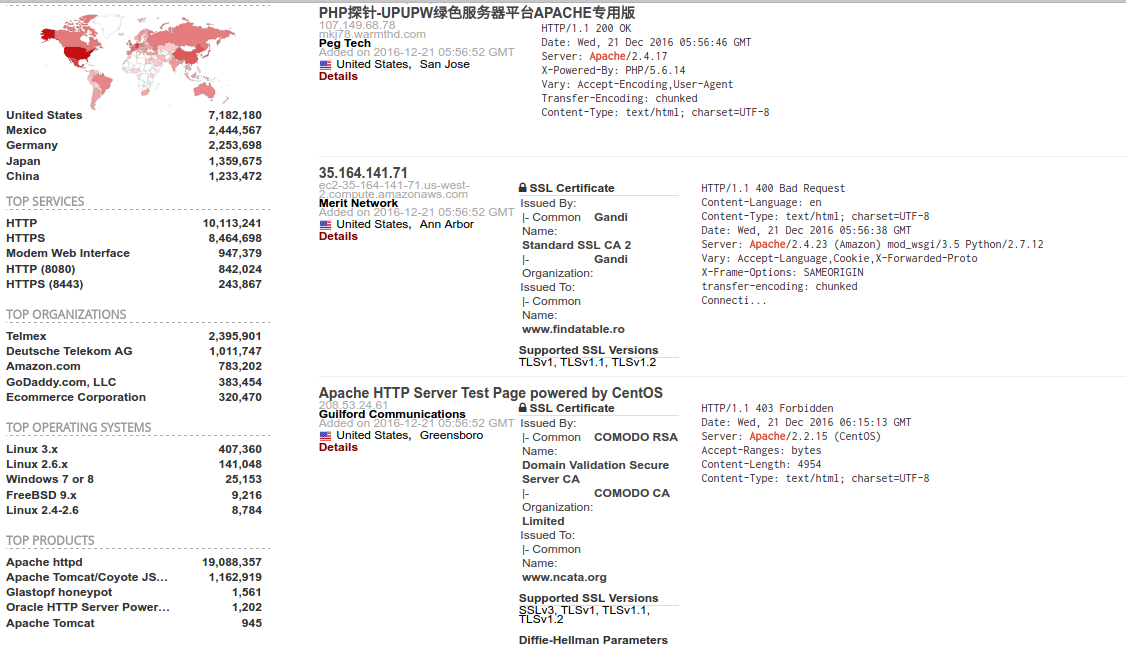 United States 7,182,180
Mexico 2,444,567
Germany 2,253,698
Japan 1,359,675
China 1,233,472
TOP SERVICES
HTTP 10,113,241
HTTPS 8,464,698
Modem Web Interface 947,379
HTTP (8080) 842,024
HTTPS (8443) 243,867
TOP ORGANIZATIONS
Telmex 2,395,901
Deutsche Telekom AG 1,011,747
Amazon.com 783,202
GoDaddy.com, LLC 383,454
Ecommerce Corporation 320,470
TOP OPERATING SYSTEMS
Linux 3.x 407,360
Linux 2.6.x 141,048
Windows 7 or 8 25,153
FreeBSD 9.x 9,216
Linux 2.4-2.6 8,784
TOP PRODUCTS
Apache httpd 19,088,357
Apache Tomcat/Coyote JS... 1,162,919
Glastopf honeypot 1,561
Oracle HTTP Server Power... 1,202
Apache Tomcat 945
PHP探针-UPUPW绿色服务器平台APACHE专用版
107.149.68.78
mkj78.warmthd.com
Peg Tech
Added on 2016-12-21 05:56:52 GMT
United States, San Jose
Details
HTTP/1.1 200 OK
Date: Wed, 21 Dec 2016 05:56:46 GMT
Server: Apache/2.4.17
X-Powered-By: PHP/5.6.14
Vary: Accept-Encoding,User-Agent
Transfer-Encoding: chunked
Content-Type: text/html; charset=UTF-8
35.164.141.71
ec2-35-164-141-71.us-west-
2.compute.amazonaws.com
Merit Network
Added on 2016-12-21 05:56:52 GMT
United States, Ann Arbor
Details
SSL Certificate
Issued By:
|- Common Gandi
Name:
Standard SSL CA 2
|- Gandi
Organization:
Issued To:
|- Common
Name:
www.findatable.ro
Supported SSL Versions
TLSv1, TLSv1.1, TLSv1.2
HTTP/1.1 400 Bad Request
Content-Language: en
Content-Type: text/html; charset=UTF-8
Date: Wed, 21 Dec 2016 05:56:38 GMT
Server: Apache/2.4.23 (Amazon) mod_wsgi/3.5 Python/2.7.12
Vary: Accept-Language,Cookie,X-Forwarded-Proto
X-Frame-Options: SAMEORIGIN
transfer-encoding: chunked
Connecti...
Apache HTTP Server Test Page powered by CentOS
208.53.24.61
Guilford Communications
Added on 2016-12-21 05:56:52 GMT
United States, Greensboro
Details
SSL Certificate
Issued By:
|- Common COMODO RSA
Name:
Domain Validation Secure
Server CA
|- COMODO CA
Organization:
Limited
Issued To:
|- Common
Name:
www.ncata.org
Supported SSL Versions
SSLv3, TLSv1, TLSv1.1,
TLSv1.2
Diffie-Hellman Parameters
HTTP/1.1 403 Forbidden
Date: Wed, 21 Dec 2016 06:15:13 GMT
Server: Apache/2.2.15 (CentOS)
Accept-Ranges: bytes
Content-Length: 4954
Content-Type: text/html; charset=UTF-8